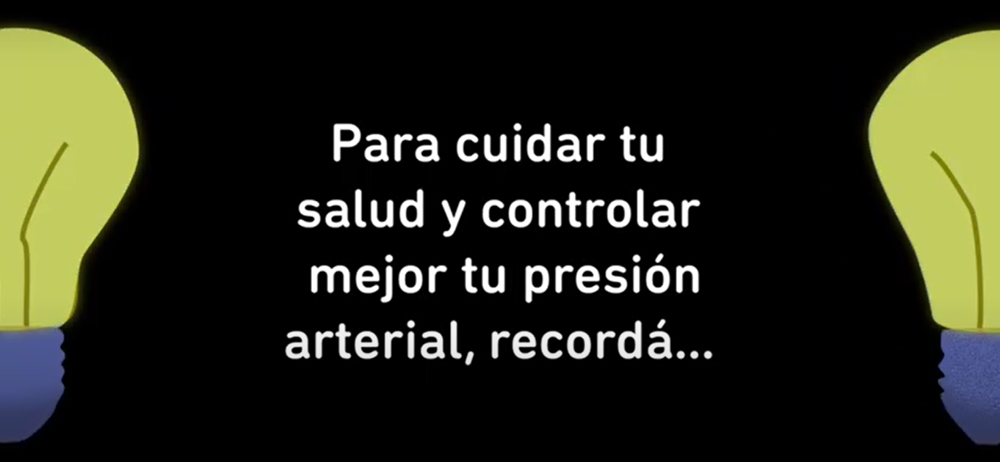 Para cuidar tu
salud y controlar
mejor tu presión
arterial, recordá...